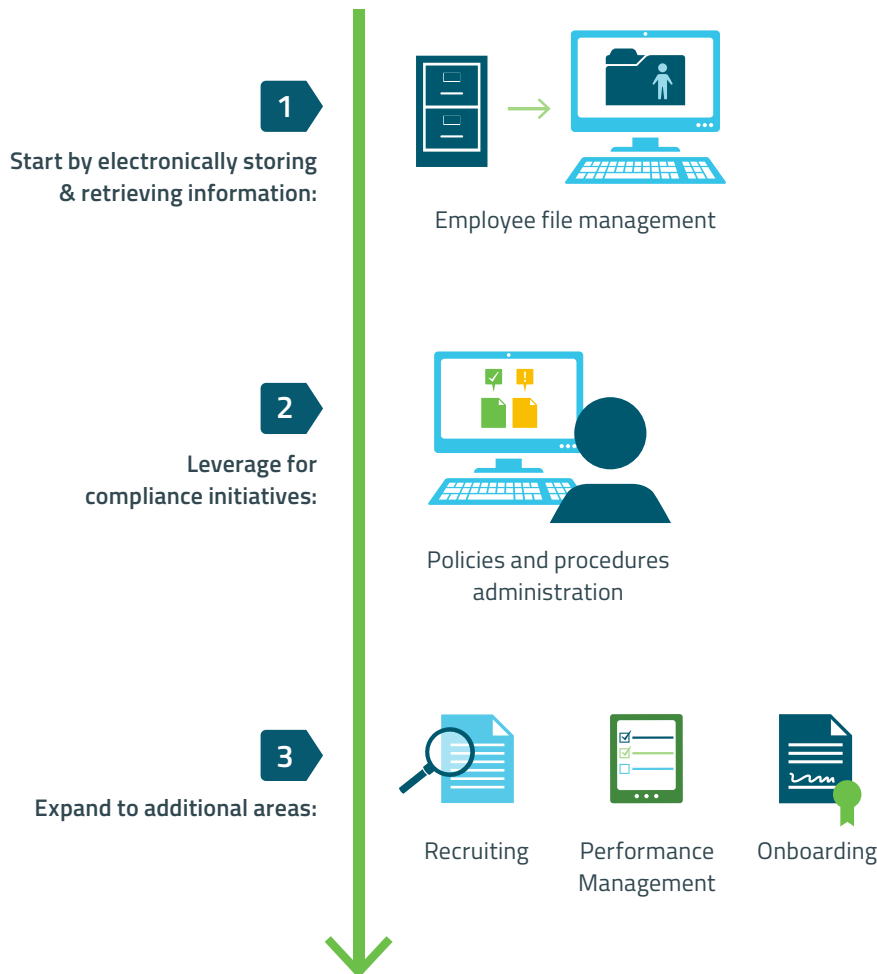 1
Start by electronically storing
& retrieving information:
Employee file management
2
Leverage for
compliance initiatives:
Policies and procedures
administration
3
Expand to additional areas:
Recruiting
Performance
Management
Onboarding